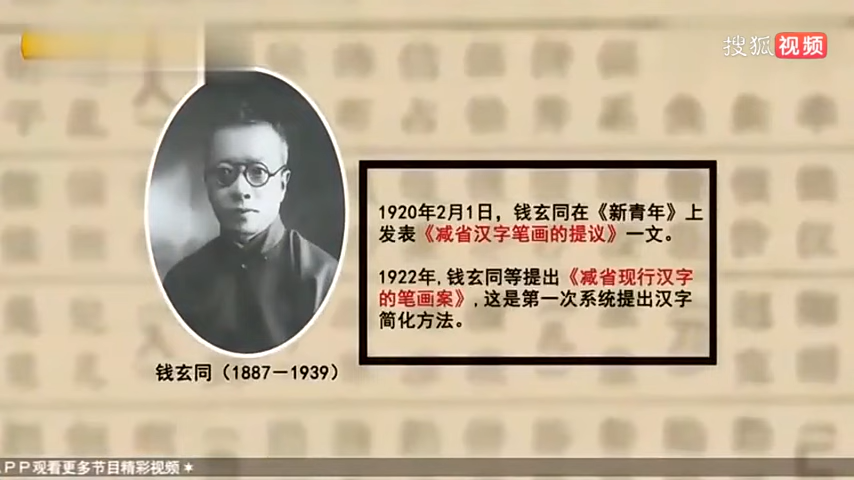 搜狐视频
1920年2月1日，钱玄同在《新青年》上
发表《减省汉字笔画的提议》一文。
1922年,钱玄同等提出《减省现行汉字
的笔画案》,这是第一次系统提出汉字
简化方法。
钱玄同（1887－1939）
PP观看更多节目精彩视频✶